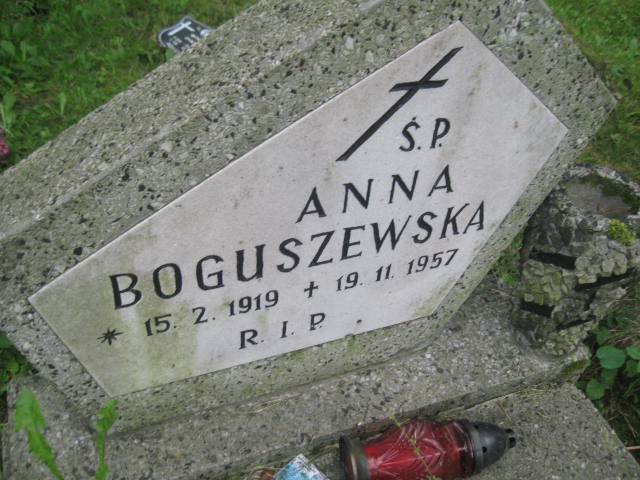 Ś.P.
ANNA
BOGUSZEWSKA
* 15. 2. 1919 + 19. 11. 1957
R. I. P.